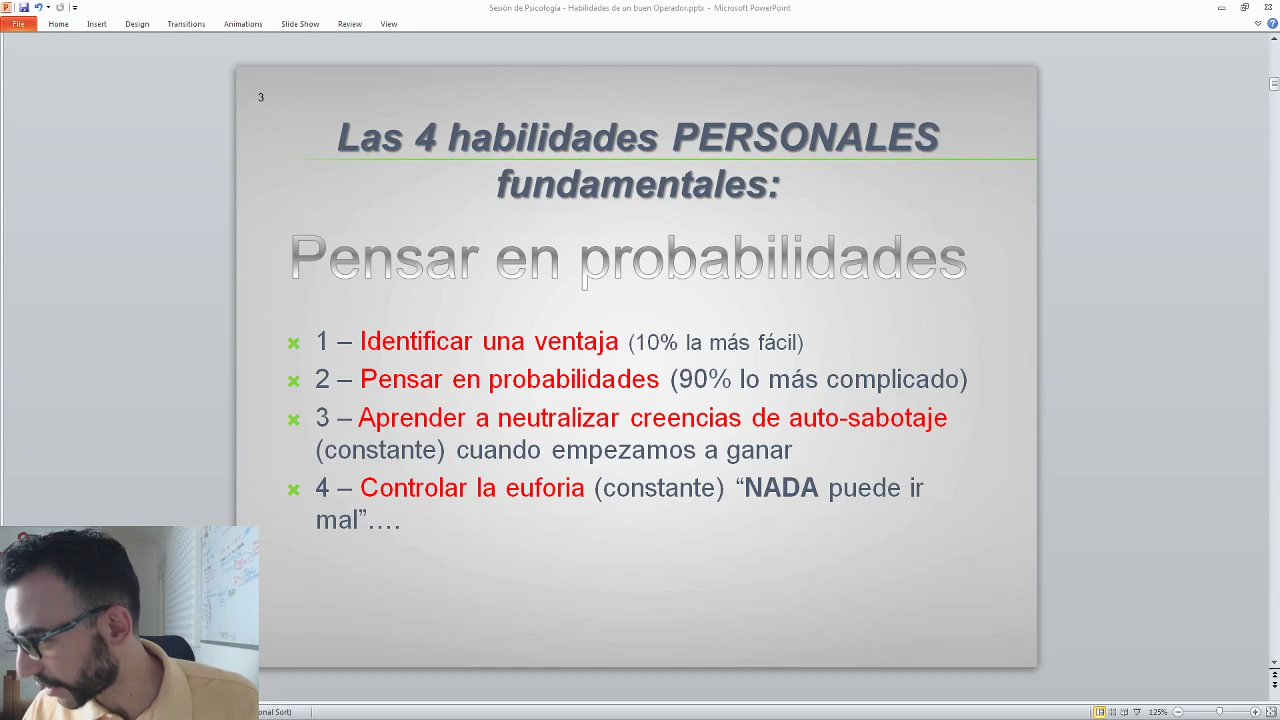 Sesión de Psicología - Habilidades de un buen Operador.pptx - Microsoft PowerPoint
File Home Insert Design Transitions Animations Slide Show Review View
3
Las 4 habilidades PERSONALES
fundamentales:
Pensar en probabilidades
1 – Identificar una ventaja (10% la más fácil)
2 – Pensar en probabilidades (90% lo más complicado)
3 – Aprender a neutralizar creencias de auto-sabotaje
(constante) cuando empezamos a ganar
4 – Controlar la euforia (constante) “NADA puede ir
mal”....
onal Sort)
125%